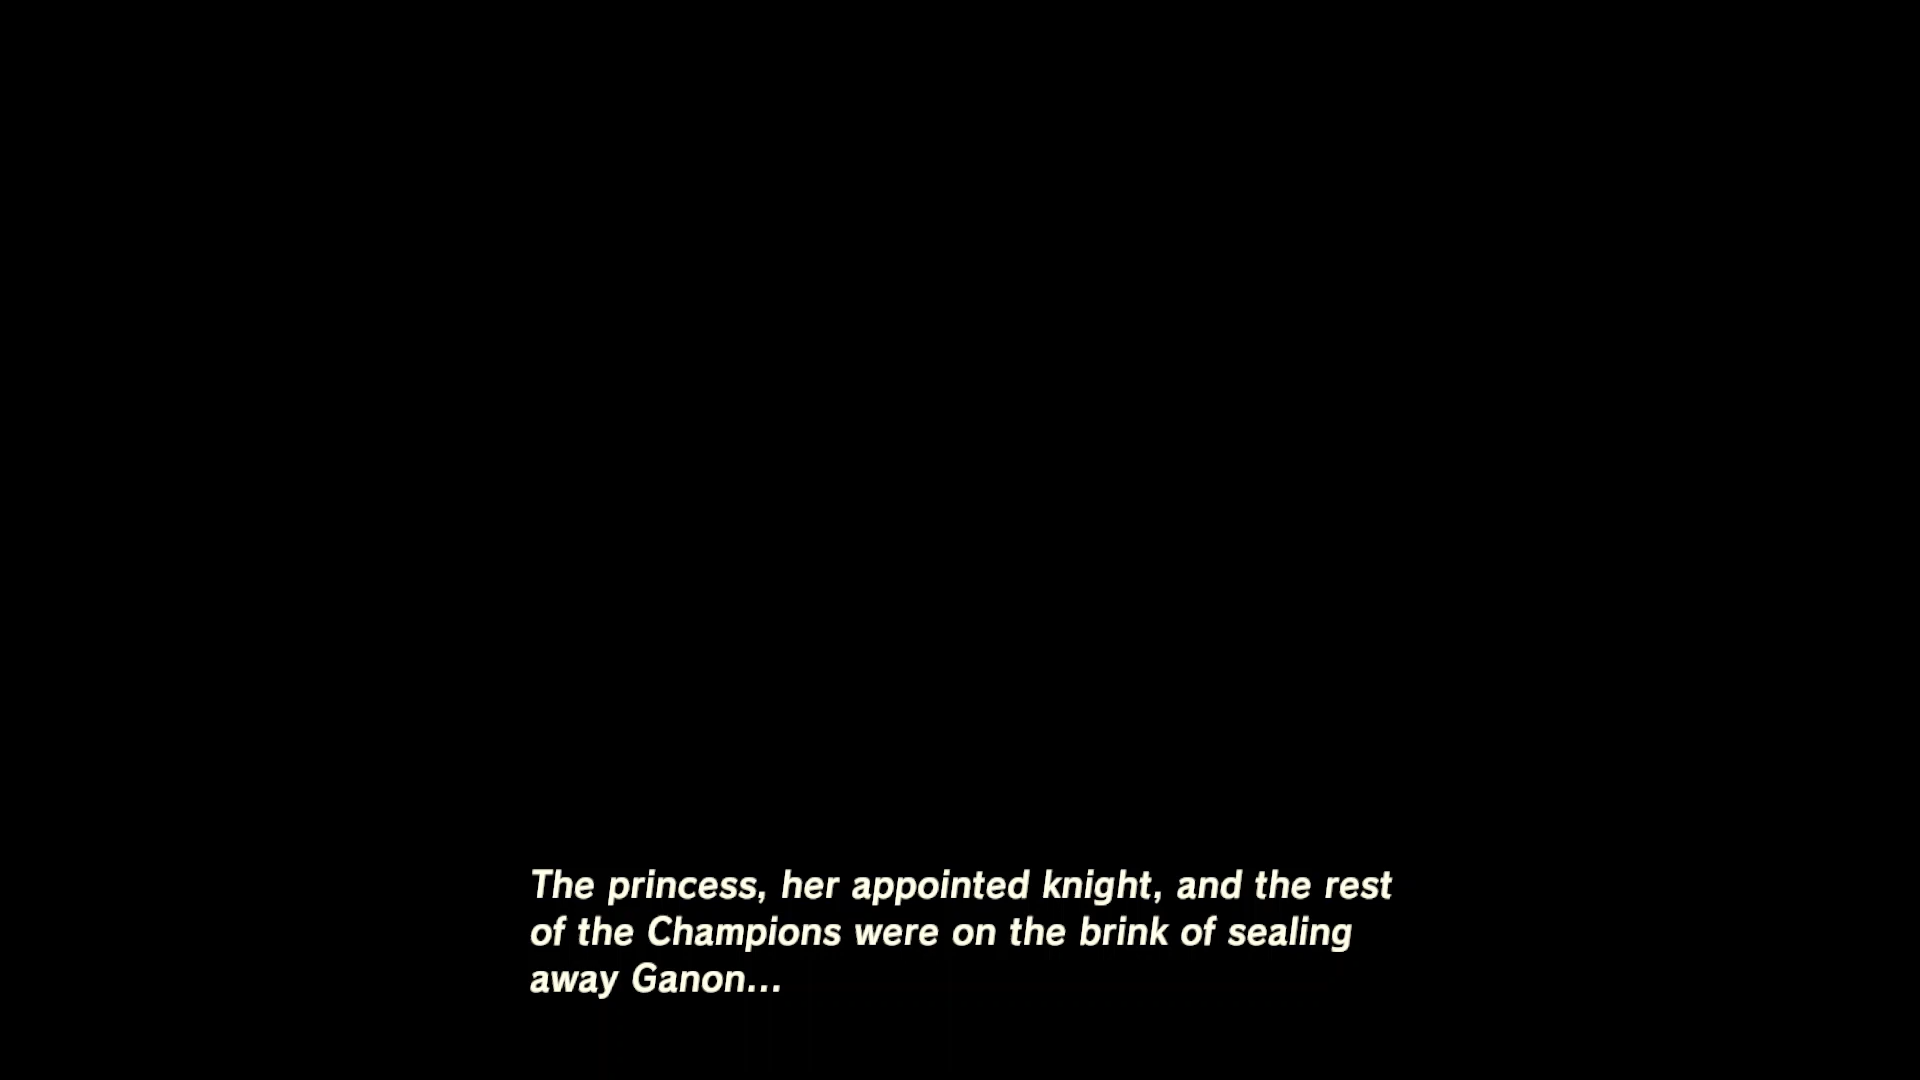 The princess, her appointed knight, and the rest
of the Champions were on the brink of sealing
away Ganon...